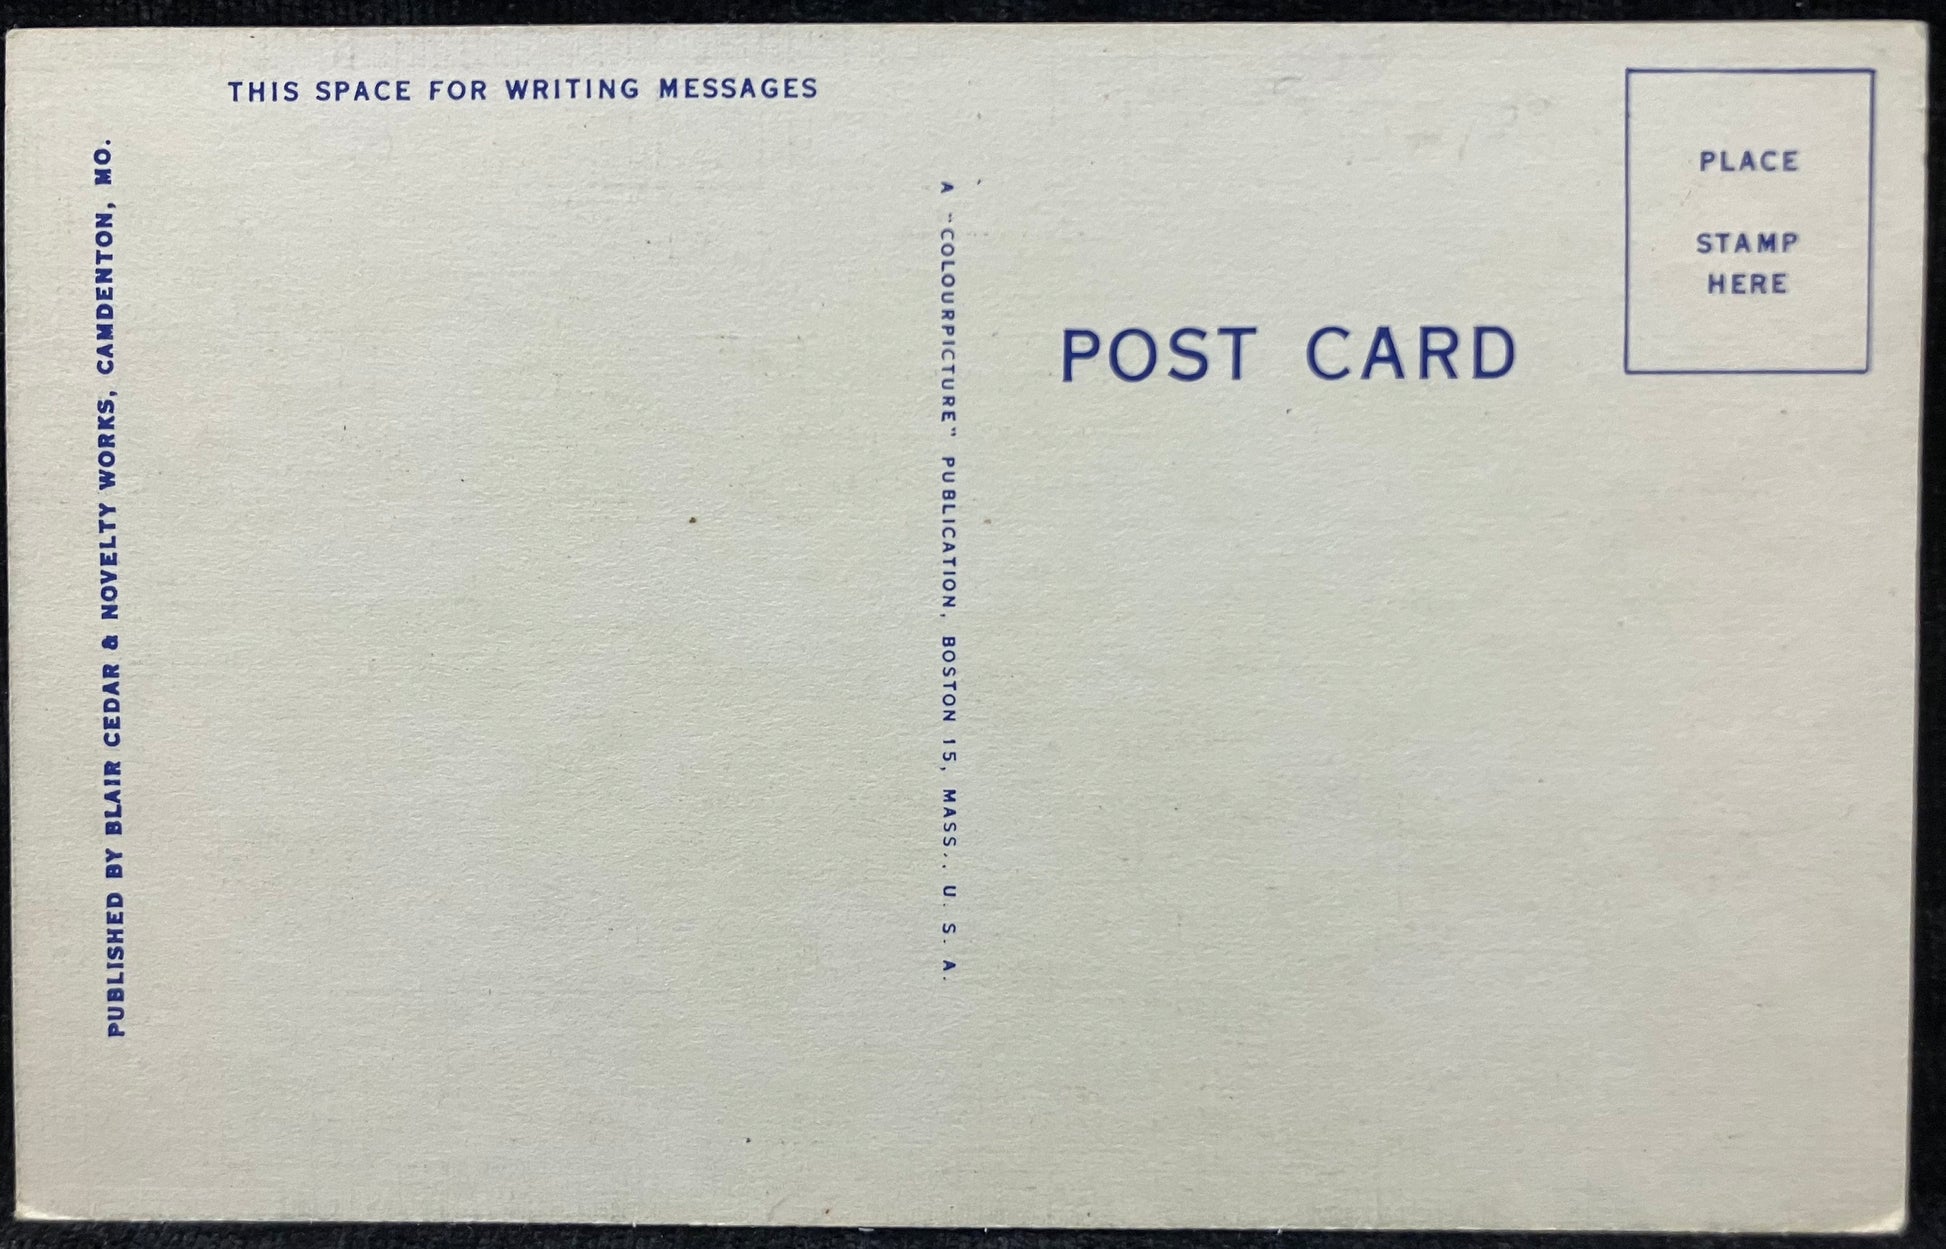 THIS SPACE FOR WRITING MESSAGES
PUBLISHED BY BLAIR CEDAR & NOVELTY WORKS, CAMDENTON, MO.
A "COLOURPICTURE" PUBLICATION, BOSTON 15, MASS., U. S. A.
POST CARD
PLACE
STAMP
HERE